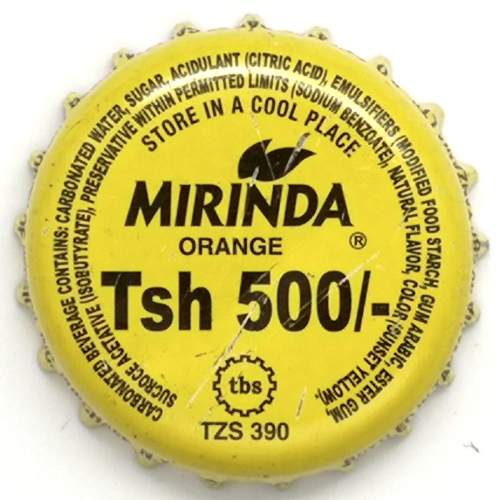 CARBONATED BEVERAGE CONTAINS: CARBONATED WATER, SUGAR, ACIDULANT (CITRIC ACID), EMULSIFIERS (MODIFIED FOOD STARCH, GUM ARABIC, ESTER GUM,
SUCROCE ACETATIVE (ISOBUTYRATE), PRESERVATIVE WITHIN PERMITTED LIMITS (SODIUM BENZOATE), NATURAL FLAVOR, COLOR (SUNSET YELLOW),
STORE IN A COOL PLACE
MIRINDA
ORANGE ®
Tsh 500/-
tbs
TZS 390